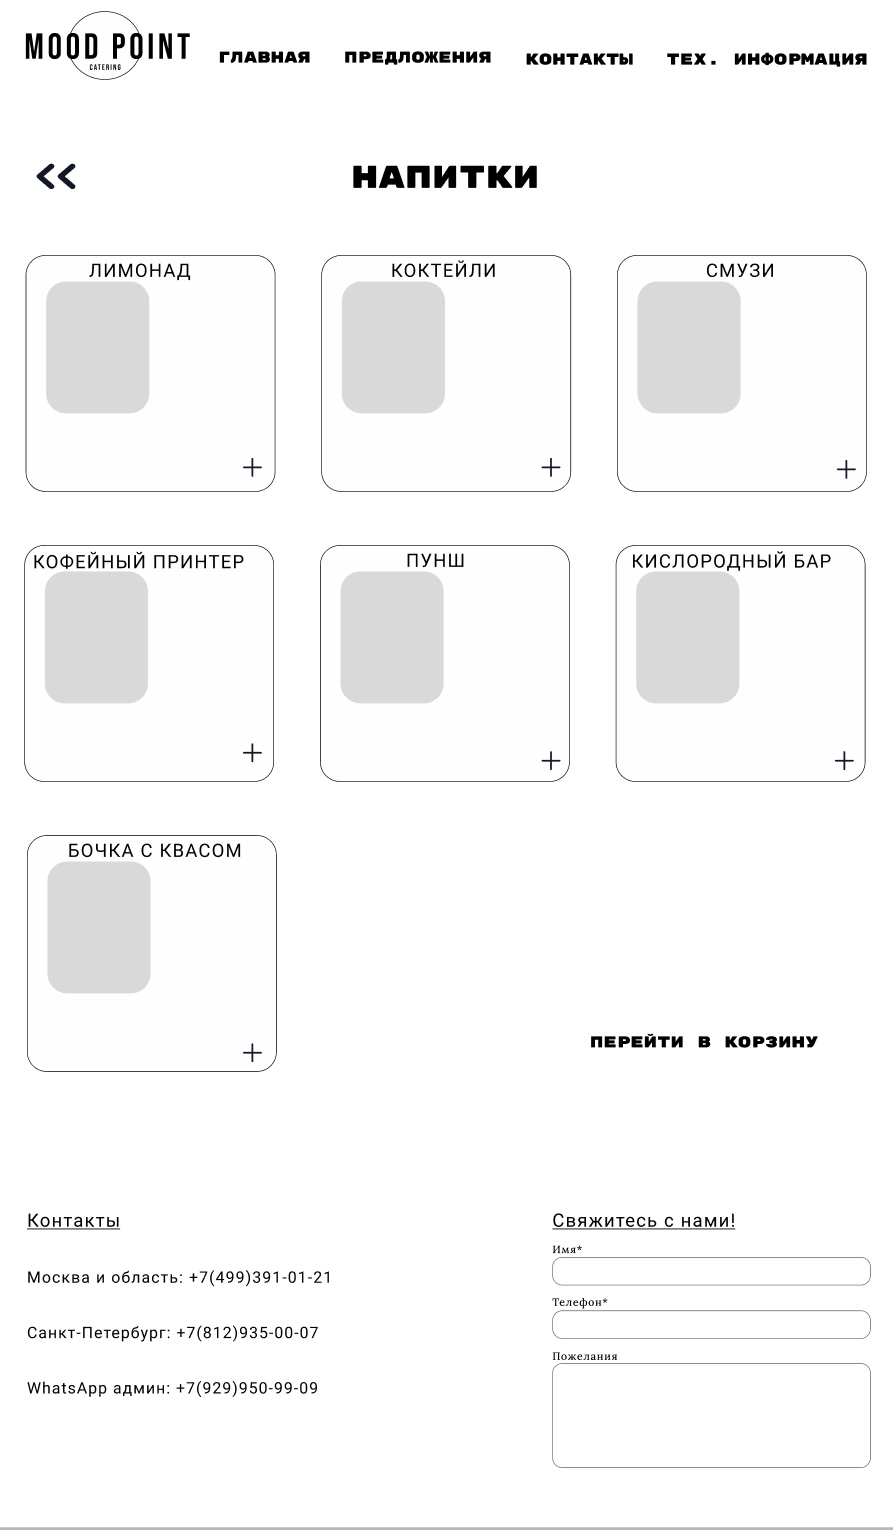 MOOD POINT
CATERING
ГЛАВНАЯ ПРЕДЛОЖЕНИЯ КОНТАКТЫ ТЕХ. ИНФОРМАЦИЯ
НАПИТКИ
ЛИМОНАД
КОКТЕЙЛИ
СМУЗИ
КОФЕЙНЫЙ ПРИНТЕР
ПУНШ
КИСЛОРОДНЫЙ БАР
БОЧКА С КВАСОМ
ПЕРЕЙТИ В КОРЗИНУ
Контакты
Москва и область: +7(499)391-01-21
Санкт-Петербург: +7(812)935-00-07
WhatsApp админ: +7(929)950-99-09
Свяжитесь с нами!
Имя*
Телефон*
Пожелания